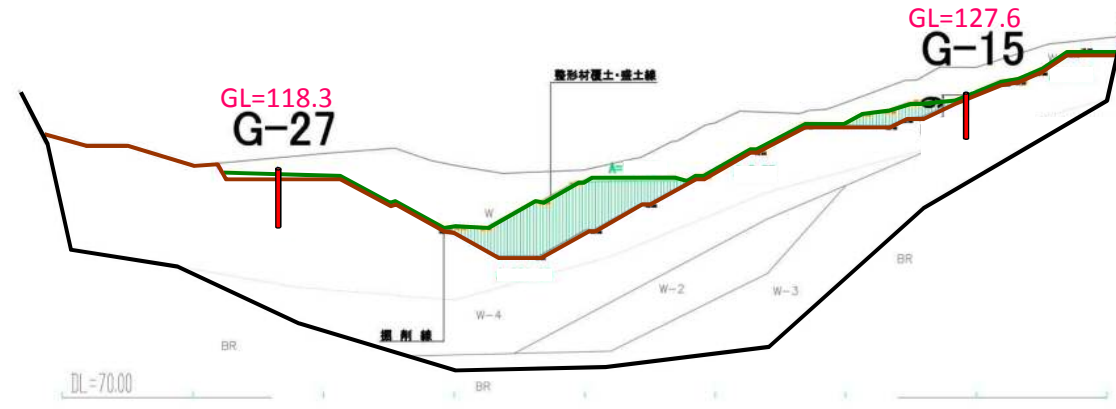 GL=127.6
G-15
整形材覆土・盛土線
GL=118.3
G-27
W
A=
W
BR
W-2
W-3
W-4
掘削線
BR
DL=70.00
BR